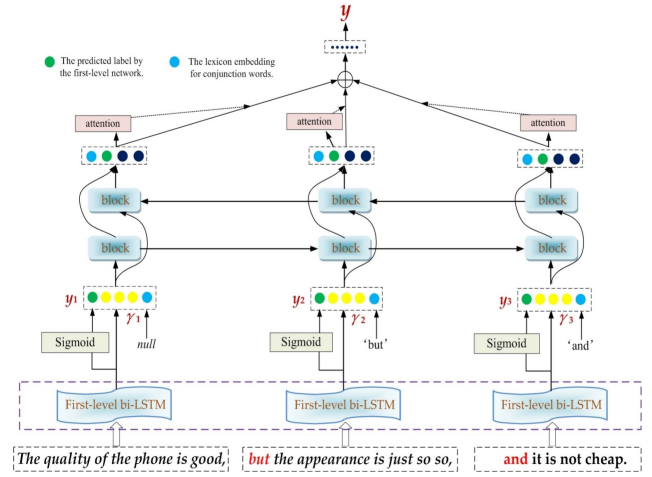 y
The predicted label by
the first-level network.
The lexicon embedding
for conjunction words.
attention
attention
attention
block
block
block
block
block
block
y1
γ1
y2
γ2
y3
γ3
Sigmoid
null
Sigmoid
'but'
Sigmoid
'and'
First-level bi-LSTM
First-level bi-LSTM
First-level bi-LSTM
The quality of the phone is good,
but the appearance is just so so,
and it is not cheap.